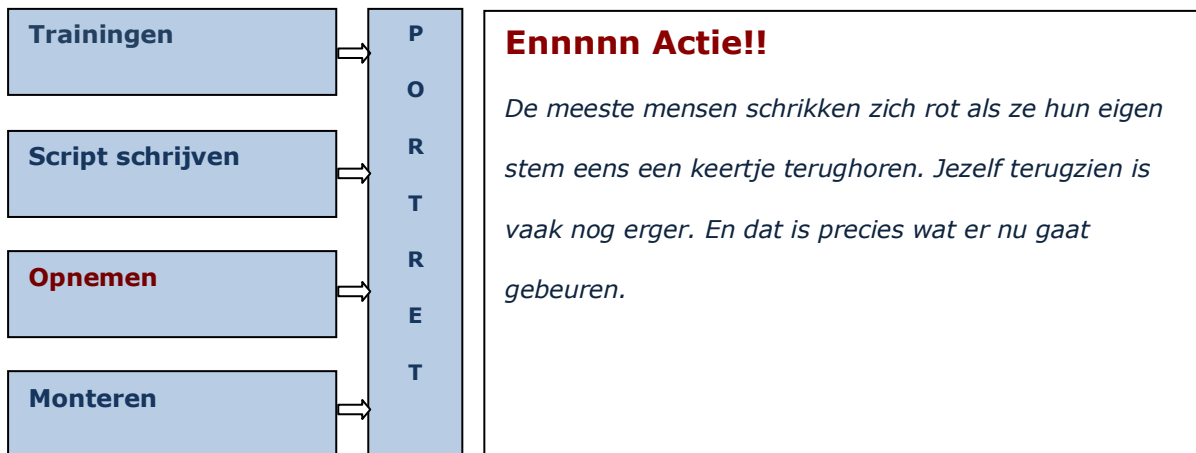 Trainingen
Script schrijven
Opnemen
Monteren
P
O
R
T
R
E
T
Ennnnn Actie!!
De meeste mensen schrikken zich rot als ze hun eigen
stem eens een keertje terughoren. Jezelf terugzien is
vaak nog erger. En dat is precies wat er nu gaat
gebeuren.